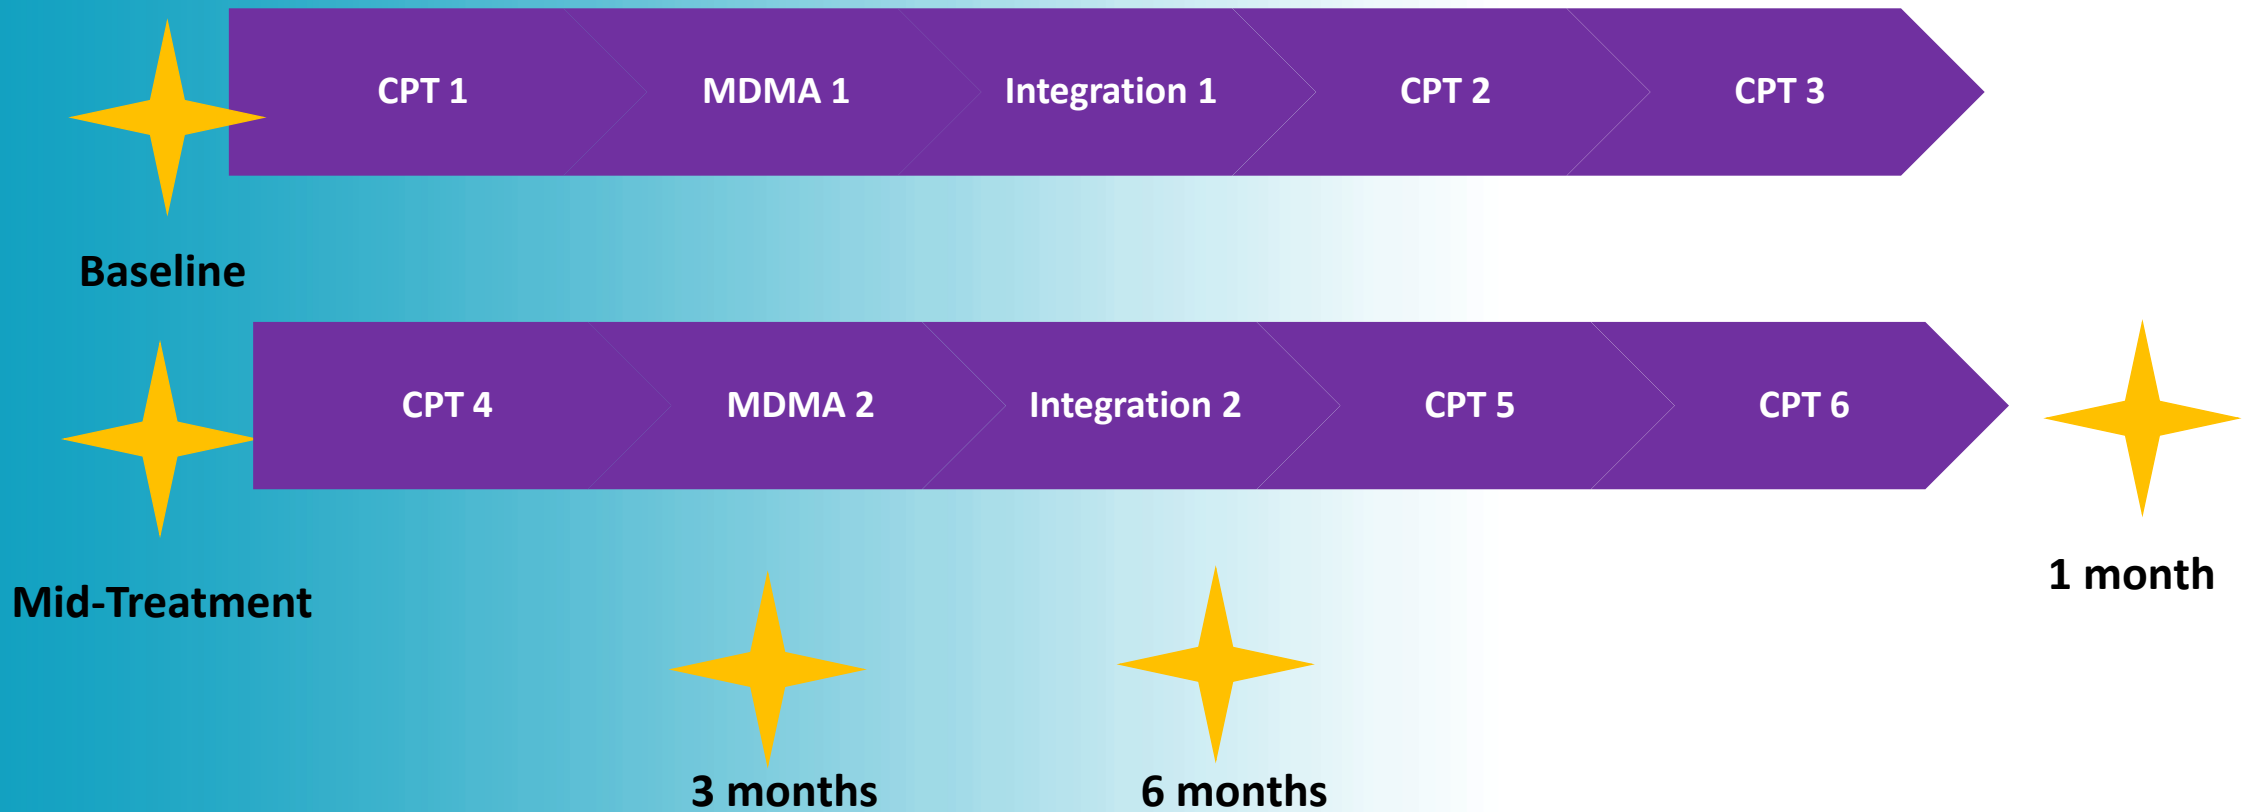 CPT 1
MDMA 1
Integration 1
CPT 2
CPT 3
Baseline
CPT 4
MDMA 2
Integration 2
CPT 5
CPT 6
Mid-Treatment
1 month
3 months
6 months